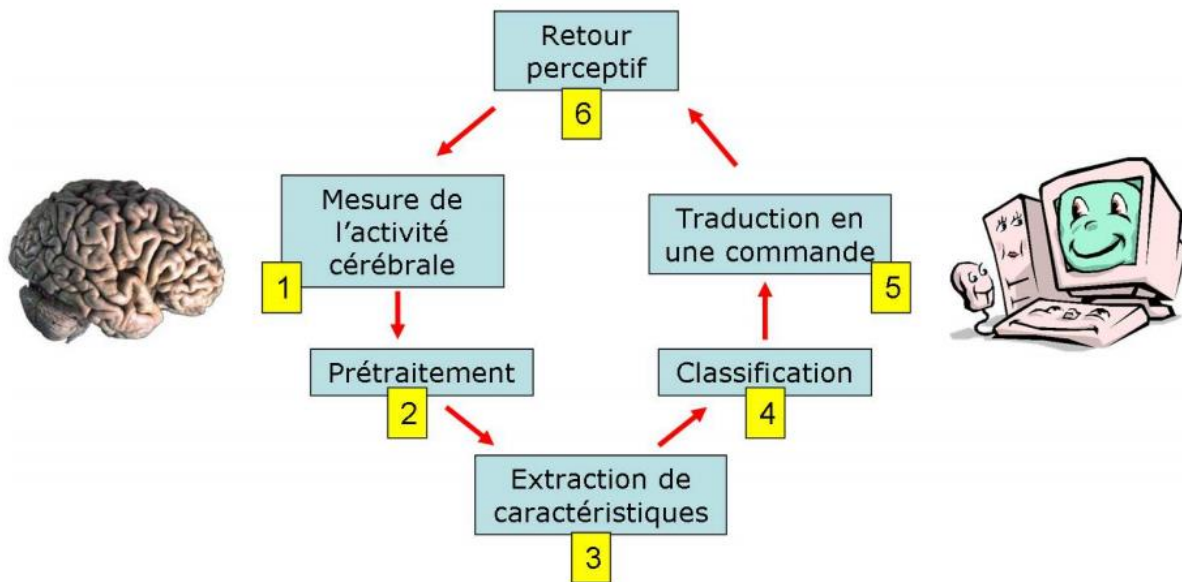 Retour
perceptif
6
Mesure de
l'activité
cérébrale
1
Traduction en
une commande
5
Prétraitement
2
Classification
4
Extraction de
caractéristiques
3